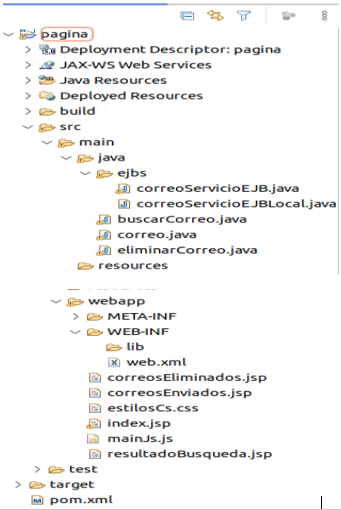 pagina
Deployment Descriptor: pagina
JAX-WS Web Services
Java Resources
Deployed Resources
build
src
main
java
ejbs
correoServicioEJB.java
correoServicioEJBLocal.java
buscarCorreo.java
correo.java
eliminarCorreo.java
resources
webapp
META-INF
WEB-INF
lib
web.xml
correosEliminados.jsp
correosEnviados.jsp
estilosCs.css
index.jsp
mainJs.js
resultadoBusqueda.jsp
test
target
pom.xml